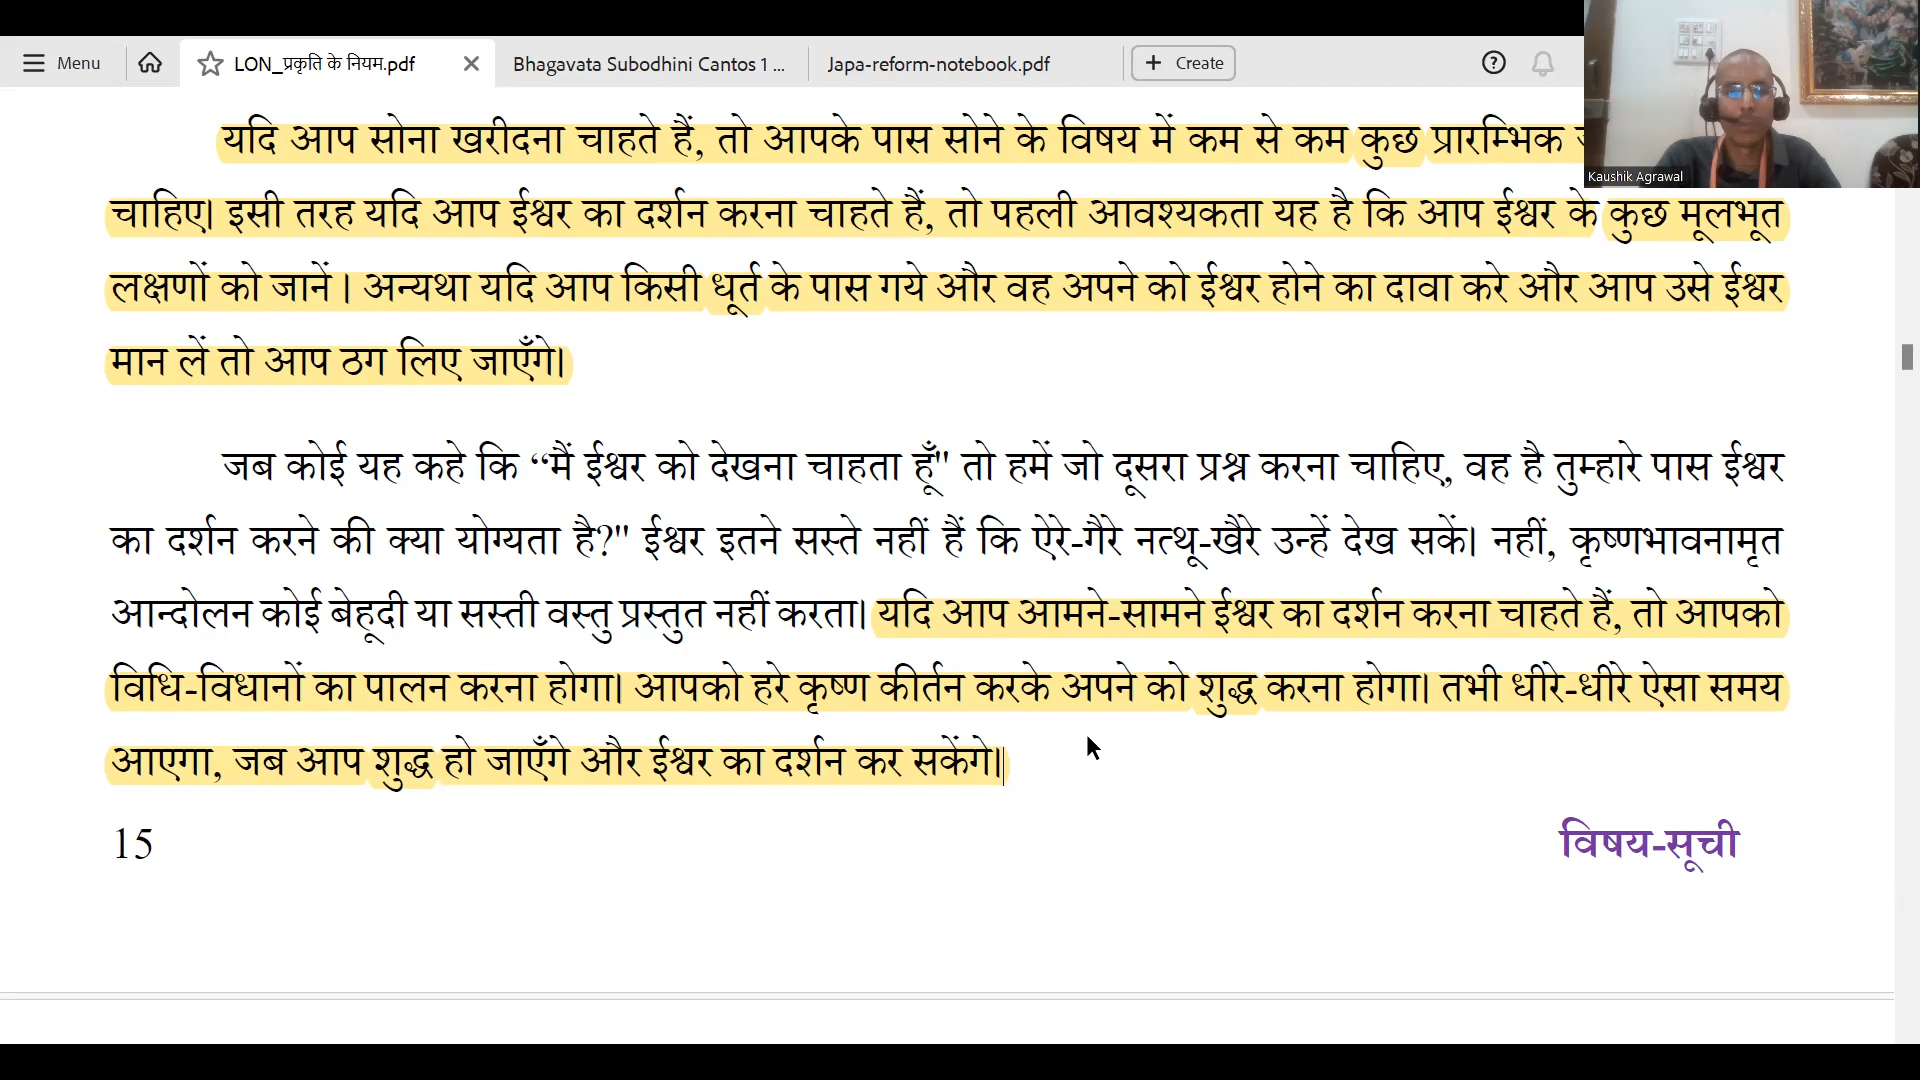 Menu
LON_प्रकृति के नियम.pdf
Bhagavata Subodhini Cantos 1 ...
Japa-reform-notebook.pdf
+ Create
Kaushik Agrawal
यदि आप सोना खरीदना चाहते हैं, तो आपके पास सोने के विषय में कम से कम कुछ प्रारम्भिक
चाहिए। इसी तरह यदि आप ईश्वर का दर्शन करना चाहते हैं, तो पहली आवश्यकता यह है कि आप ईश्वर के कुछ मूलभूत
लक्षणों को जानें । अन्यथा यदि आप किसी धूर्त के पास गये और वह अपने को ईश्वर होने का दावा करे और आप उसे ईश्वर
मान लें तो आप ठग लिए जाएँगे।
जब कोई यह कहे कि “मैं ईश्वर को देखना चाहता हूँ" तो हमें जो दूसरा प्रश्न करना चाहिए, वह है तुम्हारे पास ईश्वर
का दर्शन करने की क्या योग्यता है?" ईश्वर इतने सस्ते नहीं हैं कि ऐरे-गैरे नत्थू-खैरे उन्हें देख सकें। नहीं, कृष्णभावनामृत
आन्दोलन कोई बेहूदी या सस्ती वस्तु प्रस्तुत नहीं करता। यदि आप आमने-सामने ईश्वर का दर्शन करना चाहते हैं, तो आपको
विधि-विधानों का पालन करना होगा। आपको हरे कृष्ण कीर्तन करके अपने को शुद्ध करना होगा। तभी धीरे-धीरे ऐसा समय
आएगा, जब आप शुद्ध हो जाएँगे और ईश्वर का दर्शन कर सकेंगे।
15
विषय-सूची